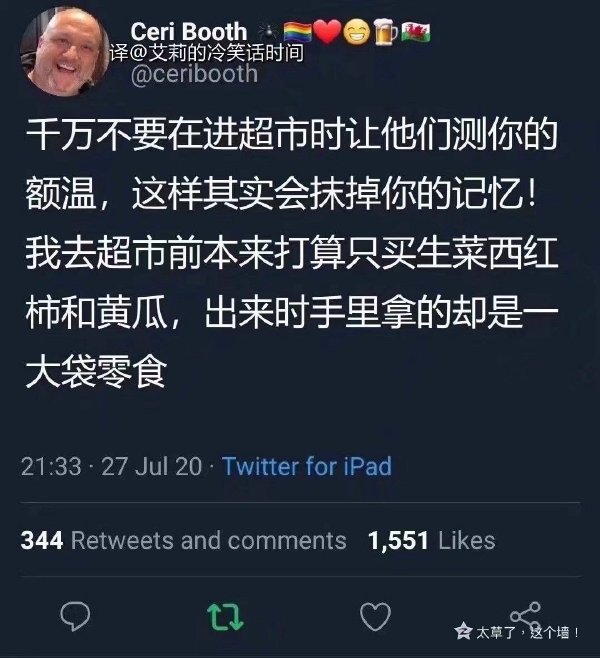 Ceri Booth 🕷️🏳️‍🌈❤️😁🍺🏴󠁧󠁢󠁷󠁬󠁳󠁿
译@艾莉的冷笑话时间
@ceribooth
千万不要在进超市时让他们测你的
额温，这样其实会抹掉你的记忆！
我去超市前本来打算只买生菜西红
柿和黄瓜，出来时手里拿的却是一
大袋零食
21:33 · 27 Jul 20 · Twitter for iPad
344 Retweets and comments 1,551 Likes
太草了，这个墙！